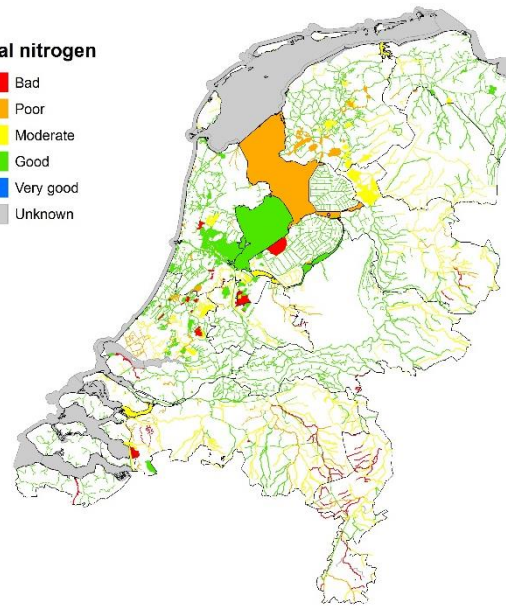 al nitrogen
Bad
Poor
Moderate
Good
Very good
Unknown